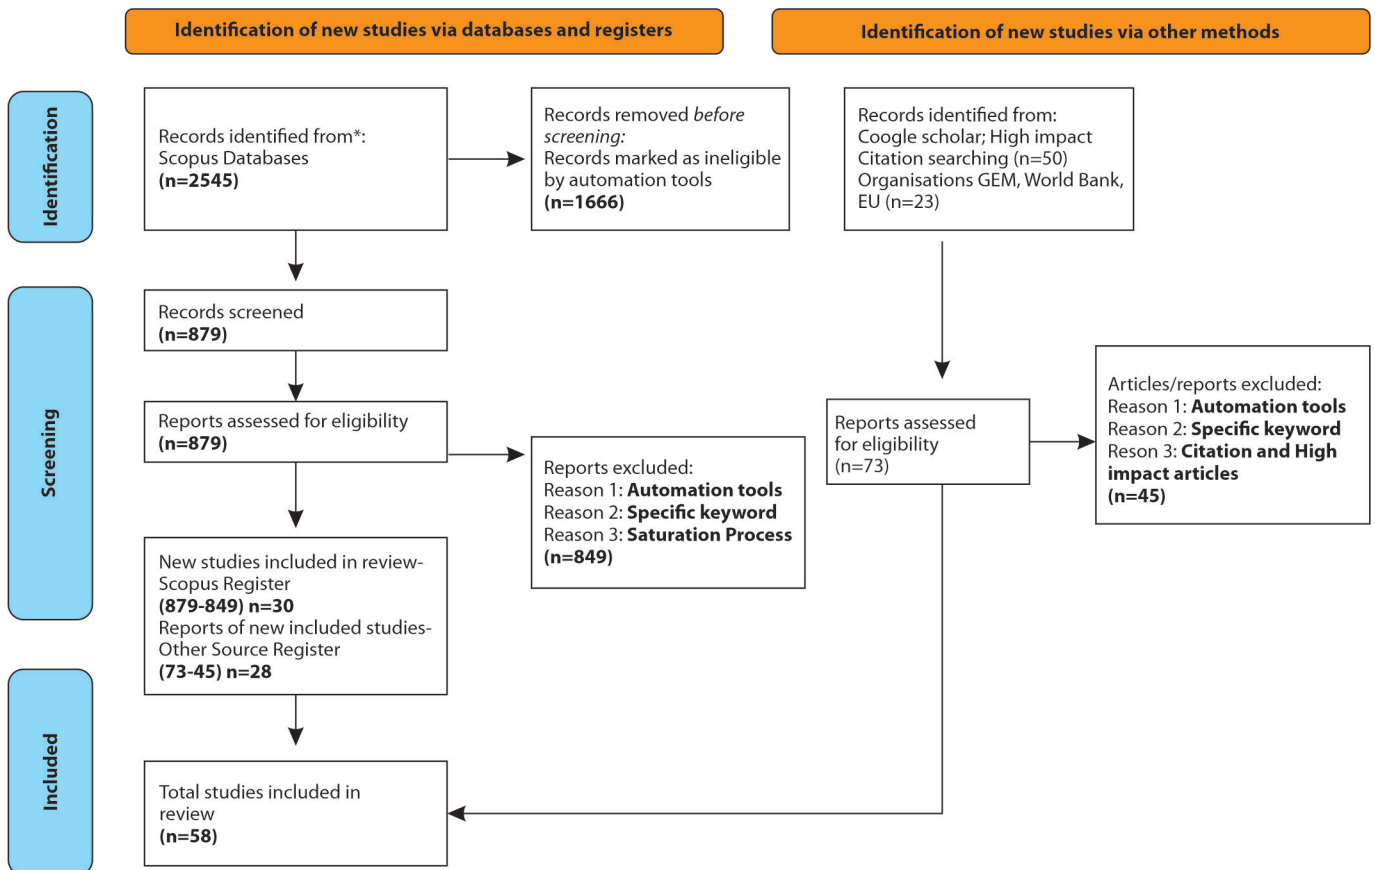 Identification of new studies via databases and registers
Identification of new studies via other methods
Identification
Records identified from*:
Scopus Databases
(n=2545)
Records removed before
screening:
Records marked as ineligible
by automation tools
(n=1666)
Records identified from:
Coogle scholar; High impact
Citation searching (n=50)
Organisations GEM, World Bank,
EU (n=23)
Screening
Records screened
(n=879)
Reports assessed for eligibility
(n=879)
Reports excluded:
Reason 1: Automation tools
Reason 2: Specific keyword
Reason 3: Saturation Process
(n=849)
Reports assessed
for eligibility
(n=73)
Articles/reports excluded:
Reason 1: Automation tools
Reason 2: Specific keyword
Reson 3: Citation and High
impact articles
(n=45)
New studies included in review-
Scopus Register
(879-849) n=30
Reports of new included studies-
Other Source Register
(73-45) n=28
Included
Total studies included in
review
(n=58)